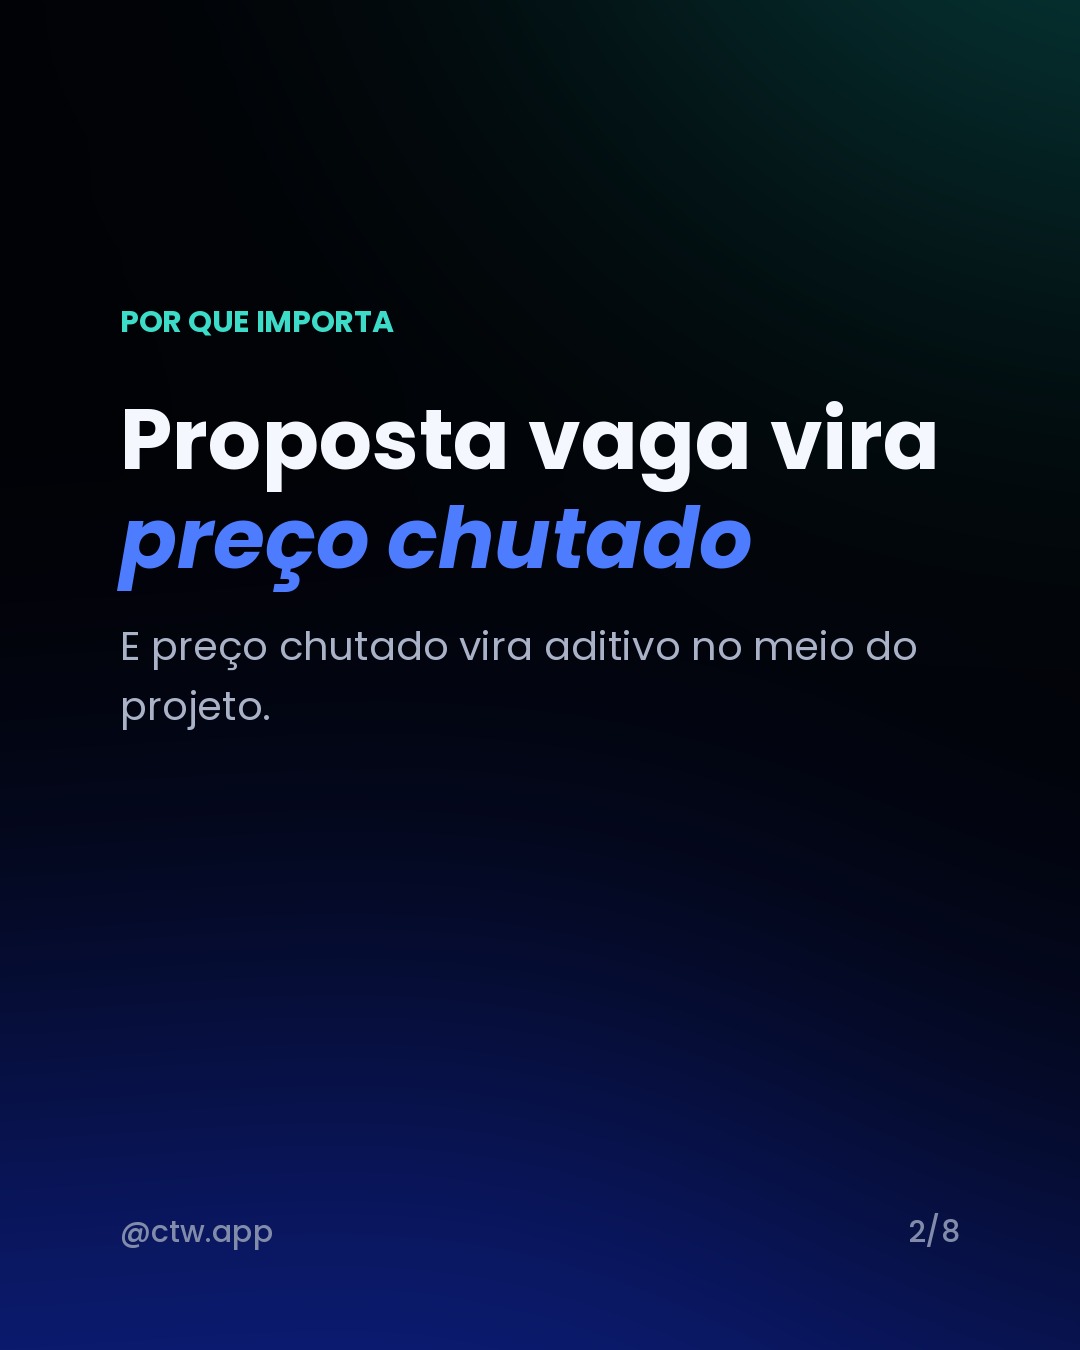 POR QUE IMPORTA
Proposta vaga vira
preço chutado
E preço chutado vira aditivo no meio do
projeto.
@ctw.app
2/8